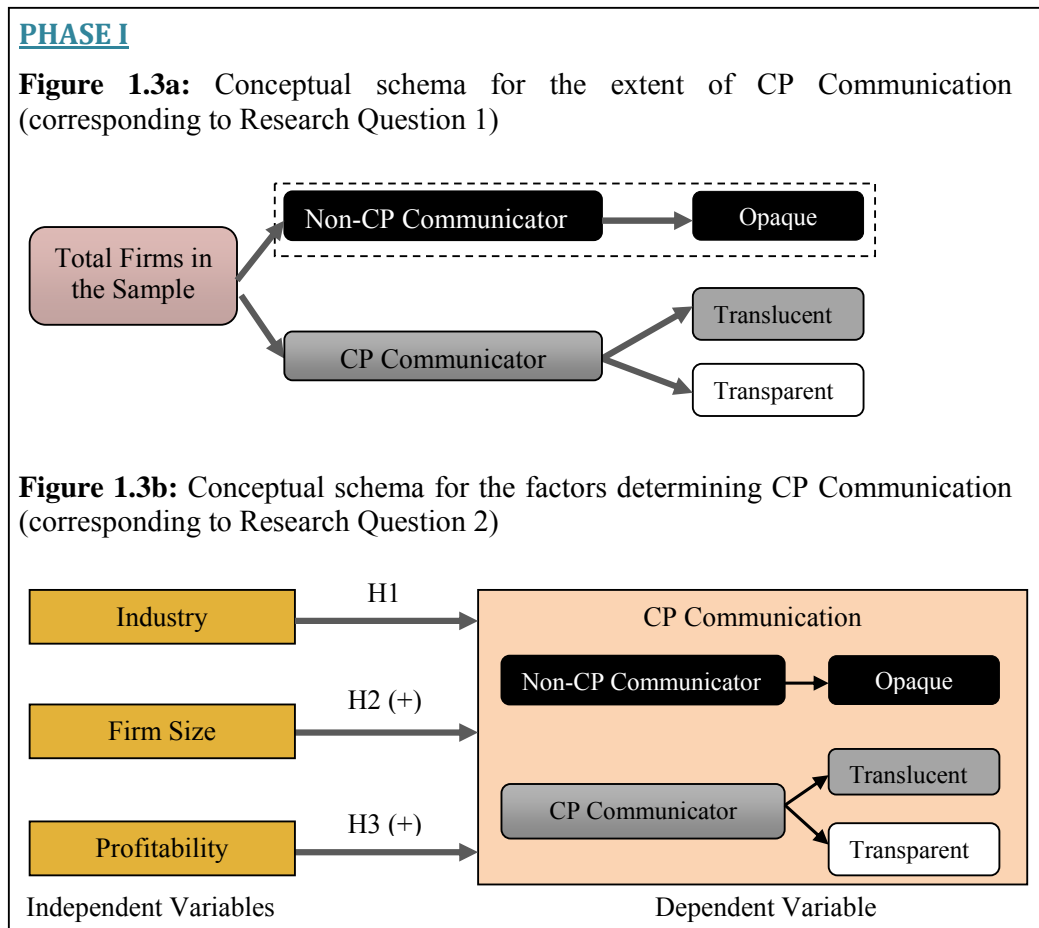 PHASE I
Figure 1.3a: Conceptual schema for the extent of CP Communication
(corresponding to Research Question 1)
Non-CP Communicator
Opaque
Total Firms in
the Sample
Translucent
CP Communicator
Transparent
Figure 1.3b: Conceptual schema for the factors determining CP Communication
(corresponding to Research Question 2)
Industry
H1
CP Communication
Non-CP Communicator
Opaque
Firm Size
H2 (+)
Translucent
CP Communicator
Transparent
Profitability
H3 (+)
Independent Variables
Dependent Variable